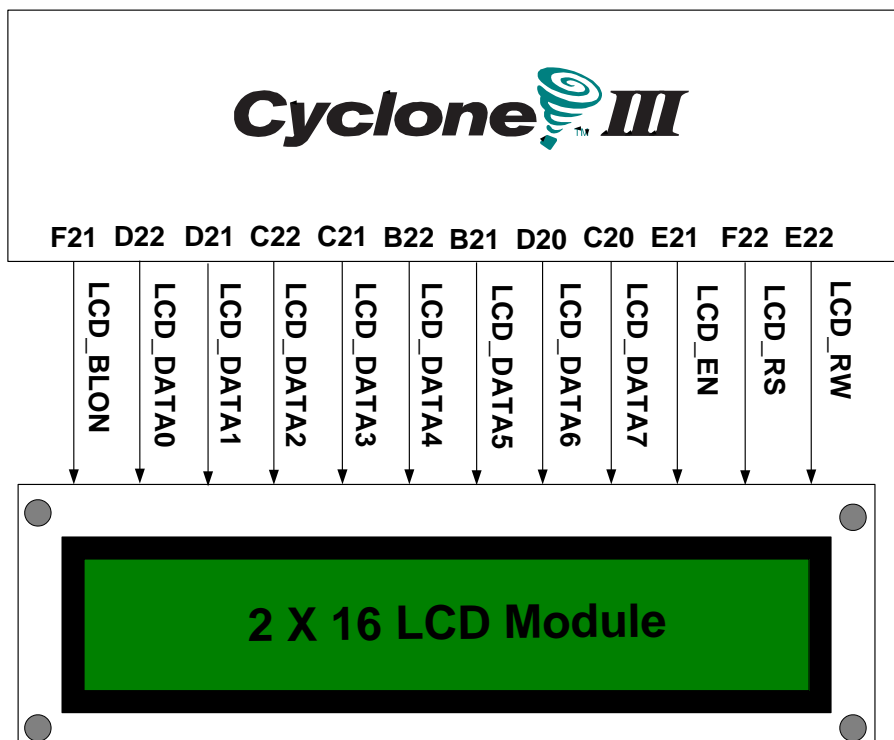 Cyclone™ III
F21 D22 D21 C22 C21 B22 B21 D20 C20 E21 F22 E22
LCD_BLON
LCD_DATA0
LCD_DATA1
LCD_DATA2
LCD_DATA3
LCD_DATA4
LCD_DATA5
LCD_DATA6
LCD_DATA7
LCD_EN
LCD_RS
LCD_RW
2 X 16 LCD Module